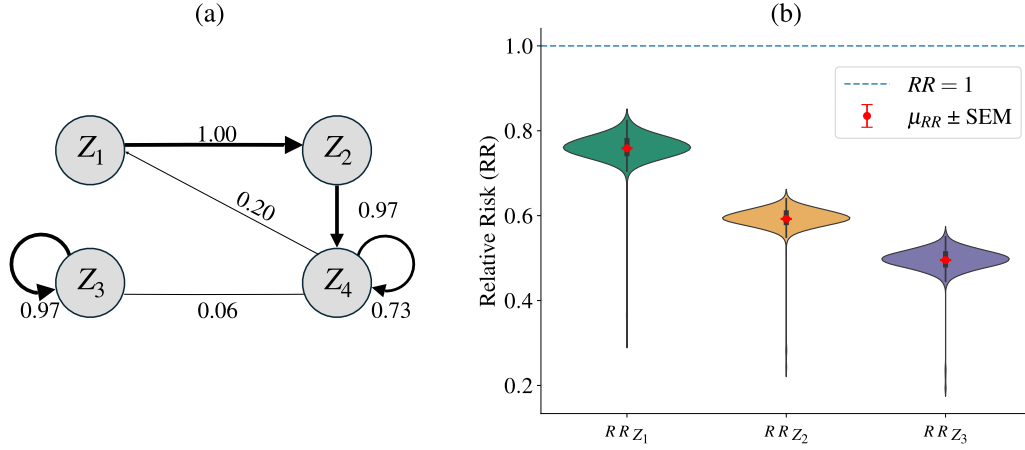 (a)
Z1
1.00
Z2
0.20
0.97
Z3
0.97
0.06
Z4
0.73
(b)
Relative Risk (RR)
1.0
0.8
0.6
0.4
0.2
RR = 1
μRR ± SEM
RRZ1
RRZ2
RRZ3